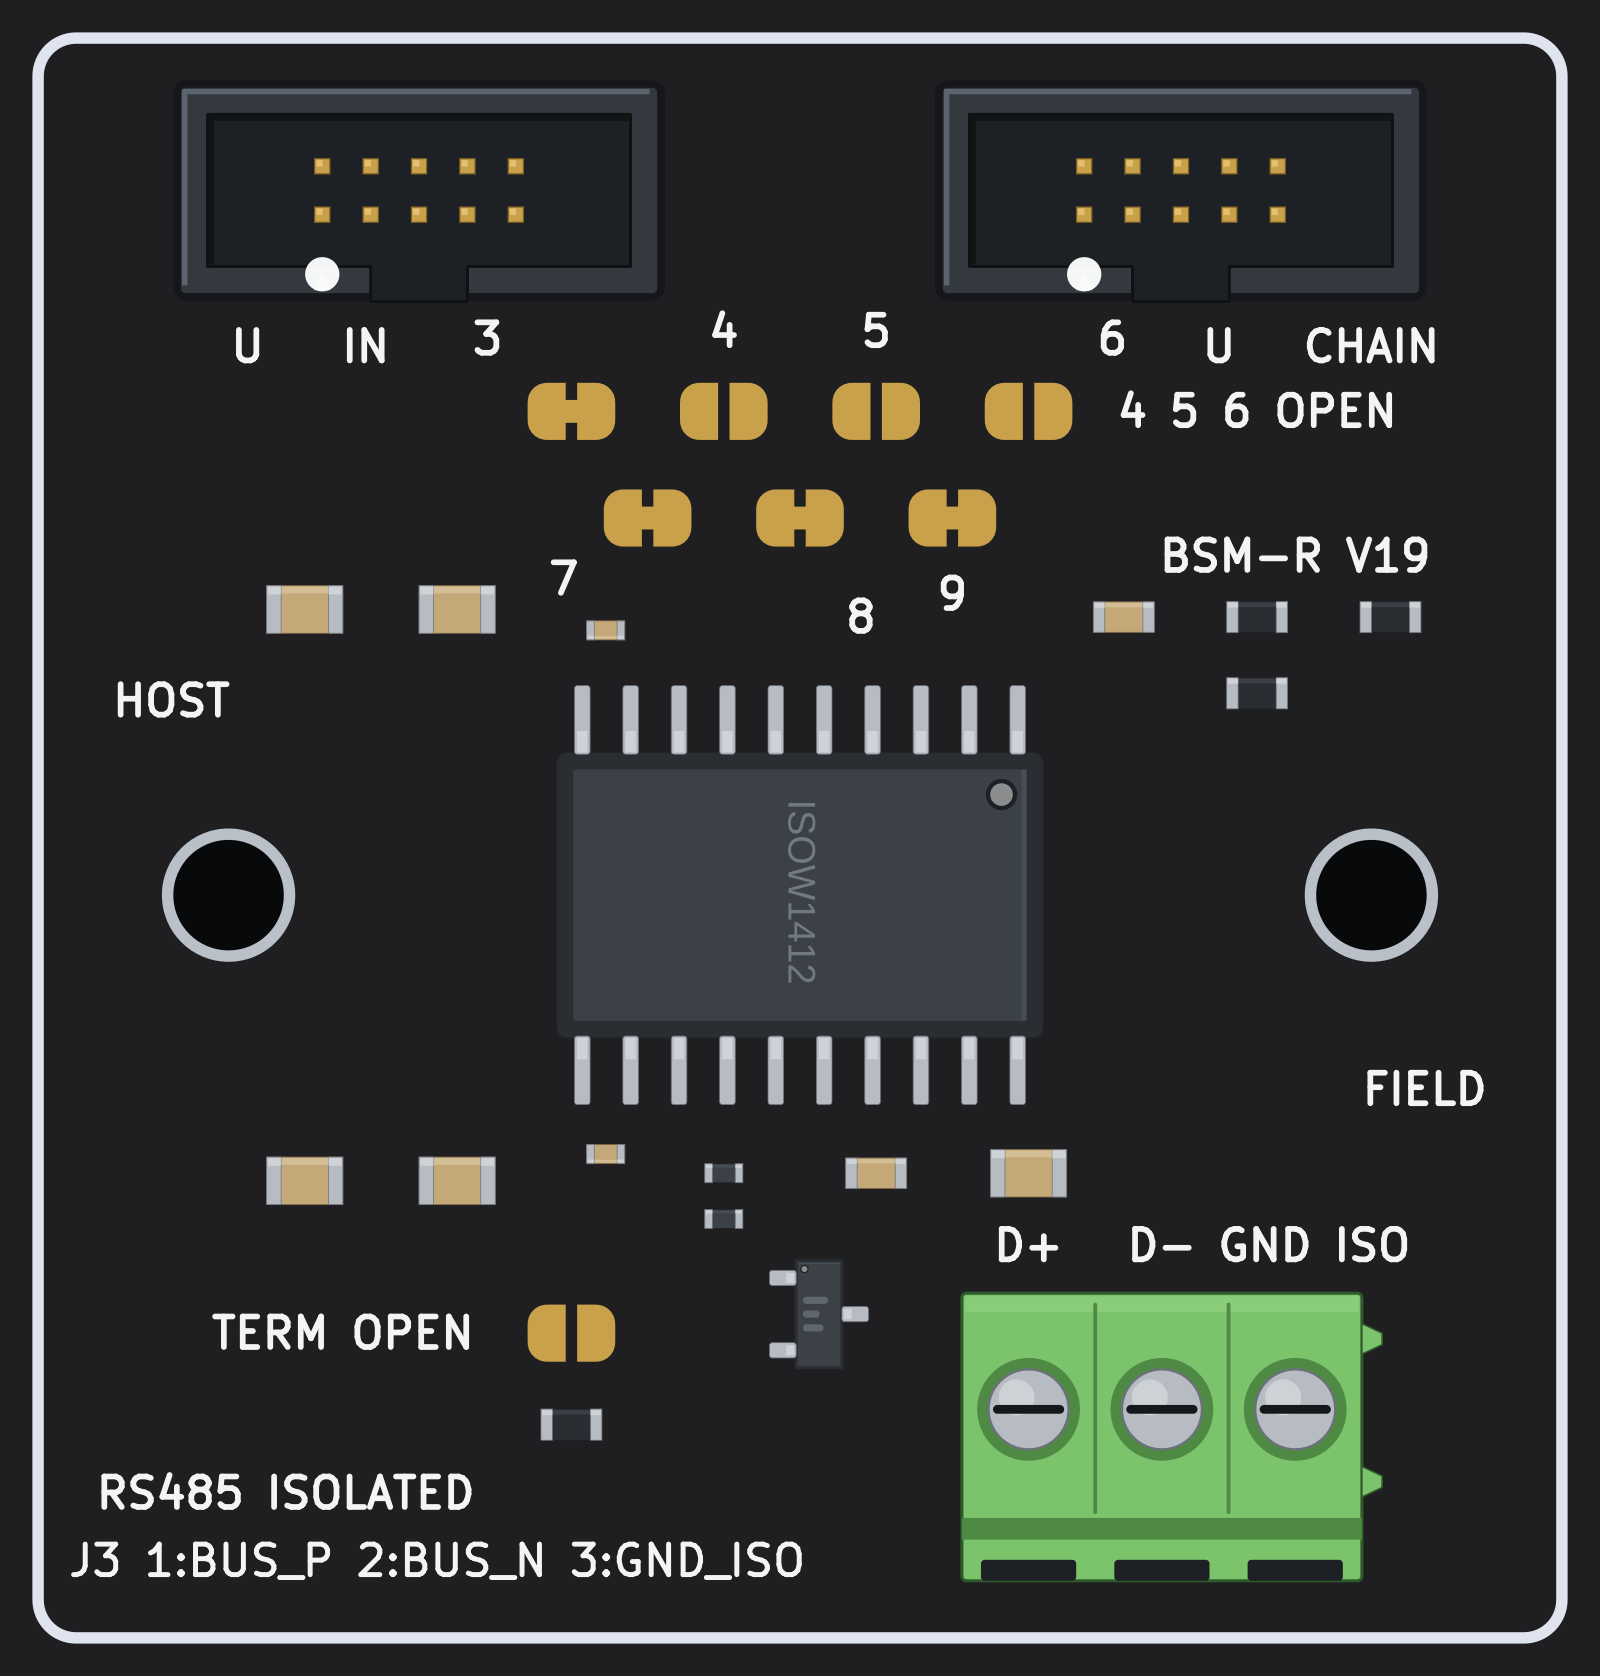 U IN 3 4 5 6 U CHAIN
4 5 6 OPEN
BSM-R V19
7 8 9
HOST
ISOW1412
FIELD
D+ D- GND ISO
TERM OPEN
RS485 ISOLATED
J3 1:BUS_P 2:BUS_N 3:GND_ISO